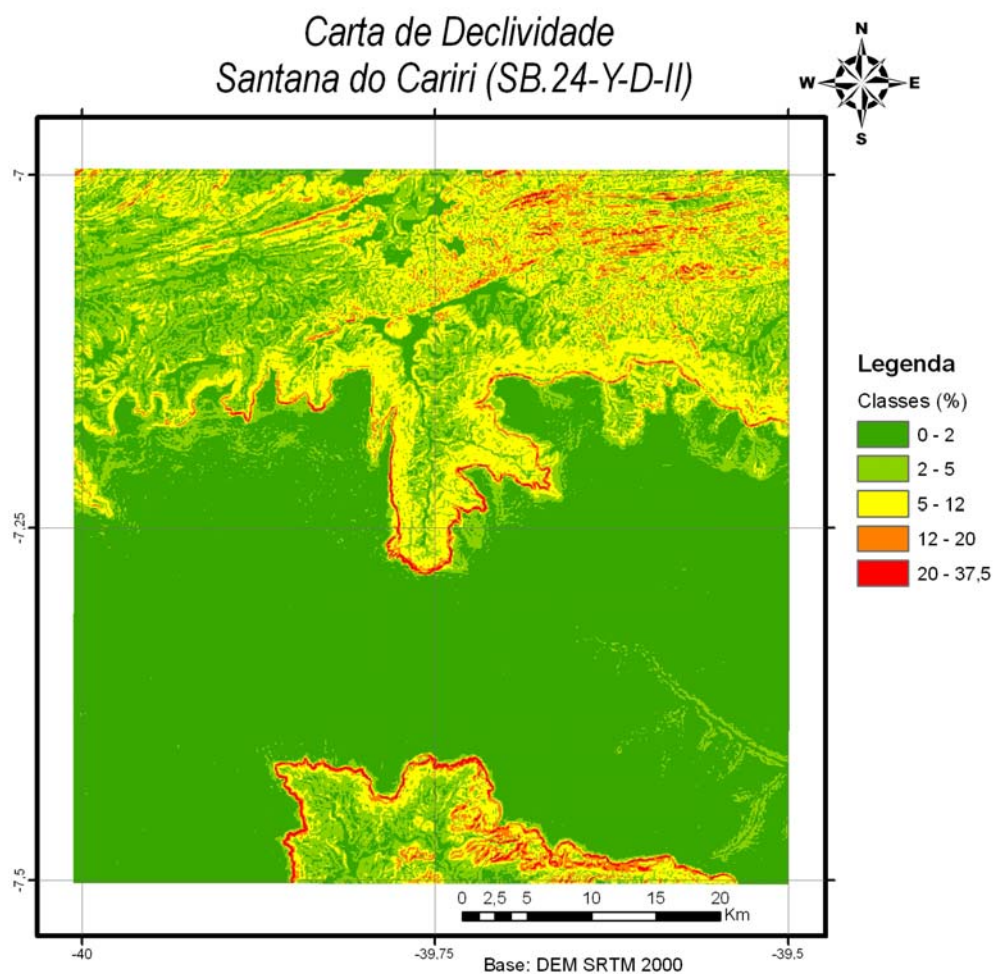 Carta de Declividade
Santana do Cariri (SB.24-Y-D-II)
N
W E
S
-7
-7,25
-7,5
Legenda
Classes (%)
0 - 2
2 - 5
5 - 12
12 - 20
20 - 37,5
0 2,5 5 10 15 20
Km
-40 -39,75 -39,5
Base: DEM SRTM 2000